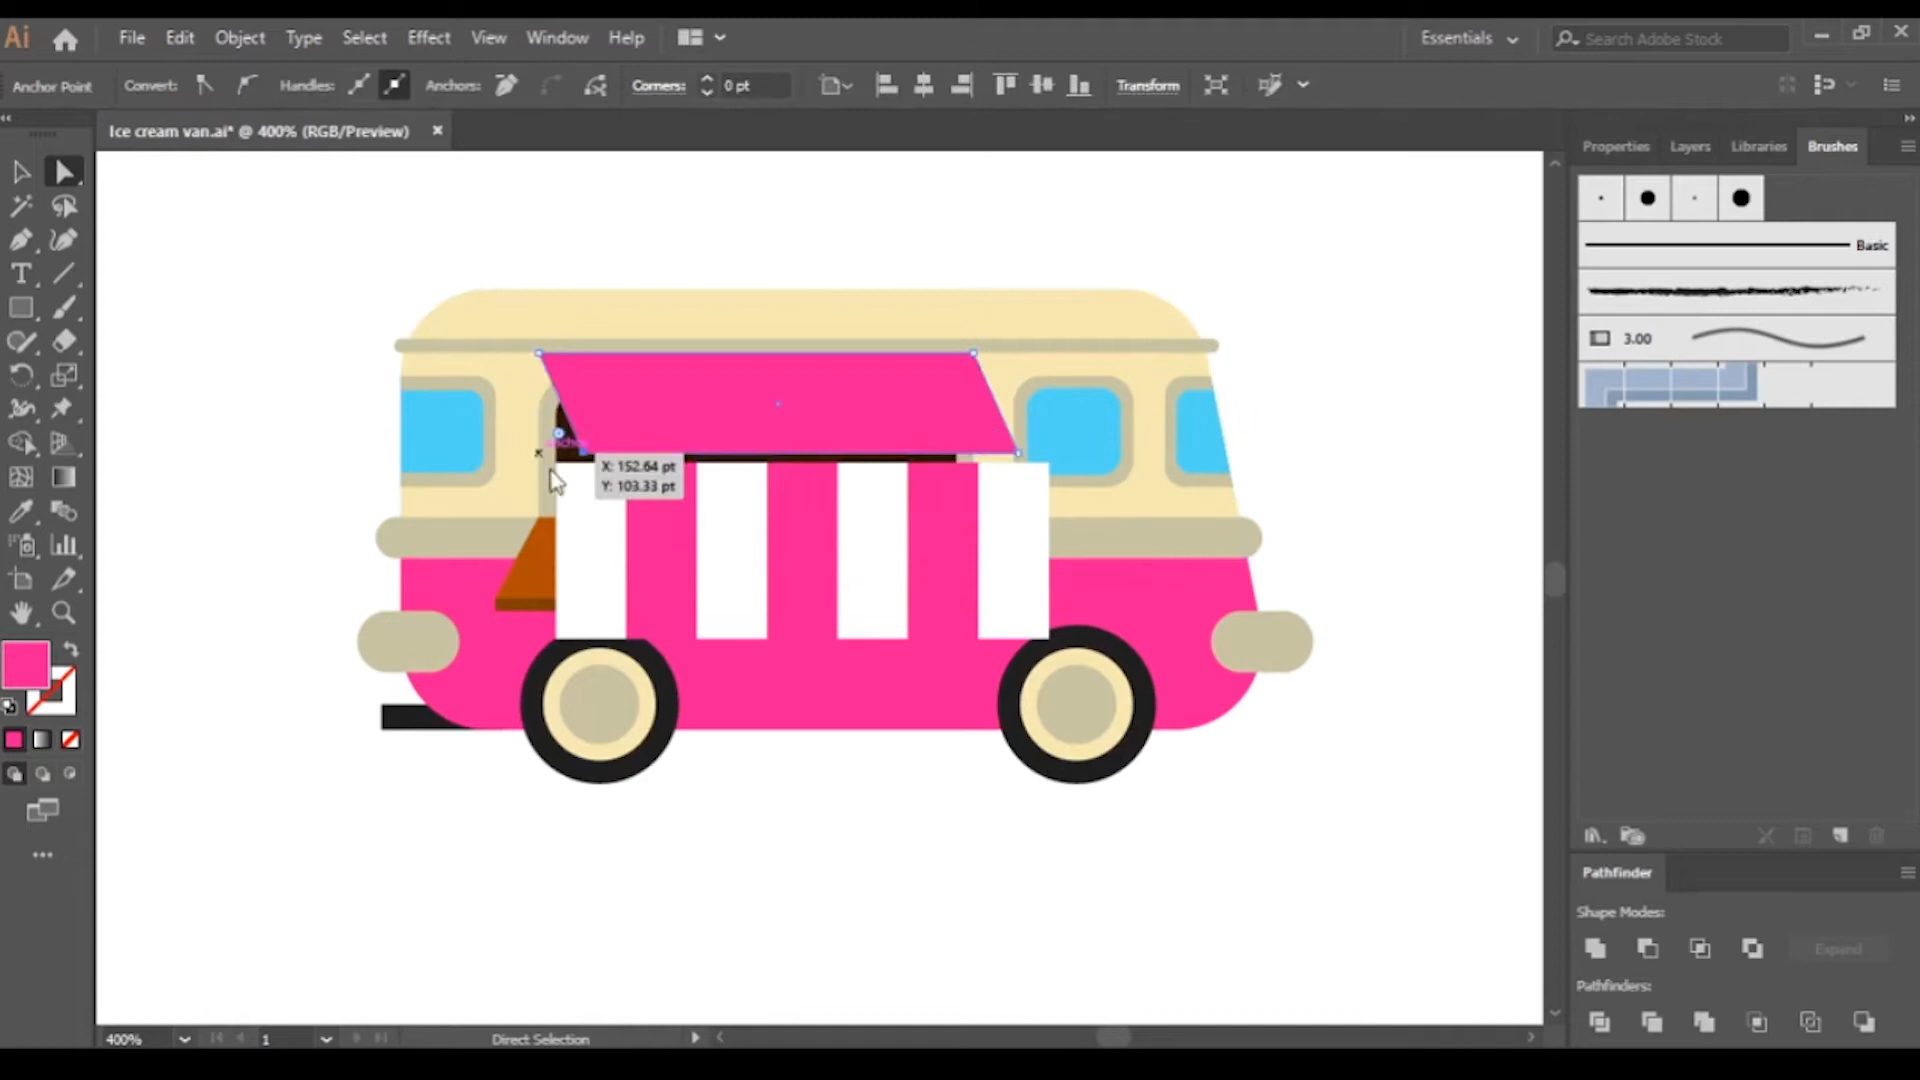 Ai File Edit Object Type Select Effect View Window Help Essentials Search Adobe Stock
Anchor Point Convert: Handles: Anchors: Corners: 0 pt Transform
Ice cream van.ai* @ 400% (RGB/Preview) ×
Properties Layers Libraries Brushes
Basic
3.00
anchor
X: 152.64 pt
Y: 103.33 pt
Pathfinder
Shape Modes:
Expand
Pathfinders:
400% 1 Direct Selection